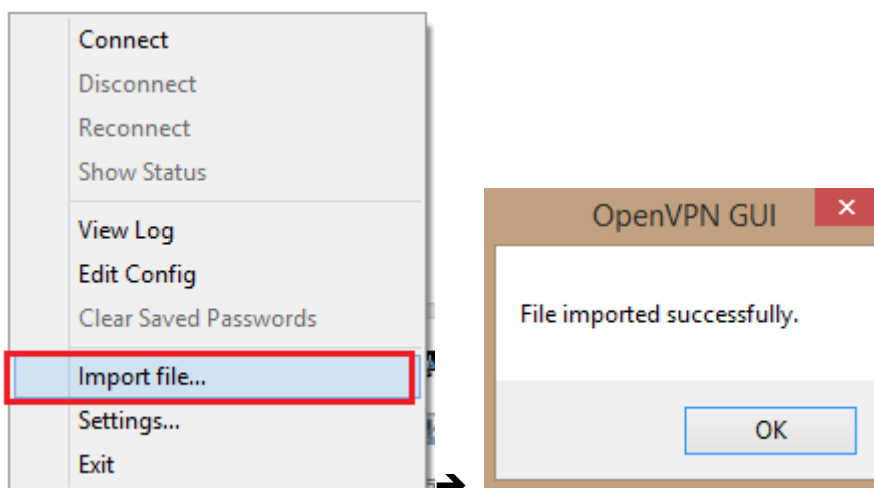 Connect
Disconnect
Reconnect
Show Status
View Log
Edit Config
Clear Saved Passwords
Import file...
Settings...
Exit
OpenVPN GUI
File imported successfully.
OK